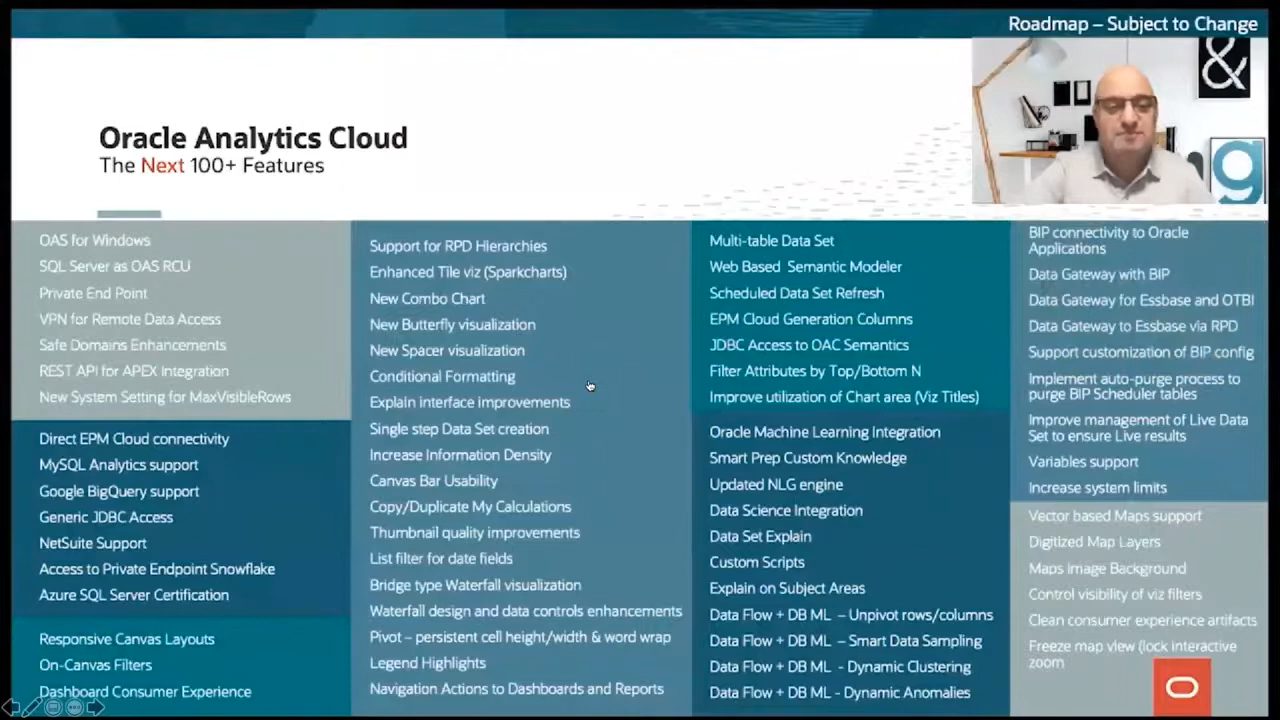 Roadmap – Subject to Change
&
g
Oracle Analytics Cloud
The Next 100+ Features
OAS for Windows
SQL Server as OAS RCU
Private End Point
VPN for Remote Data Access
Safe Domains Enhancements
REST API for APEX Integration
New System Setting for MaxVisibleRows
Direct EPM Cloud connectivity
MySQL Analytics support
Google BigQuery support
Generic JDBC Access
NetSuite Support
Access to Private Endpoint Snowflake
Azure SQL Server Certification
Responsive Canvas Layouts
On-Canvas Filters
Dashboard Consumer Experience
Support for RPD Hierarchies
Enhanced Tile viz (Sparkcharts)
New Combo Chart
New Butterfly visualization
New Spacer visualization
Conditional Formatting
Explain interface improvements
Single step Data Set creation
Increase Information Density
Canvas Bar Usability
Copy/Duplicate My Calculations
Thumbnail quality improvements
List filter for date fields
Bridge type Waterfall visualization
Waterfall design and data controls enhancements
Pivot – persistent cell height/width & word wrap
Legend Highlights
Navigation Actions to Dashboards and Reports
Multi-table Data Set
Web Based Semantic Modeler
Scheduled Data Set Refresh
EPM Cloud Generation Columns
JDBC Access to OAC Semantics
Filter Attributes by Top/Bottom N
Improve utilization of Chart area (Viz Titles)
Oracle Machine Learning Integration
Smart Prep Custom Knowledge
Updated NLG engine
Data Science Integration
Data Set Explain
Custom Scripts
Explain on Subject Areas
Data Flow + DB ML – Unpivot rows/columns
Data Flow + DB ML – Smart Data Sampling
Data Flow + DB ML - Dynamic Clustering
Data Flow + DB ML - Dynamic Anomalies
BIP connectivity to Oracle
Applications
Data Gateway with BIP
Data Gateway for Essbase and OTBI
Data Gateway to Essbase via RPD
Support customization of BIP config
Implement auto-purge process to
purge BIP Scheduler tables
Improve management of Live Data
Set to ensure Live results
Variables support
Increase system limits
Vector based Maps support
Digitized Map Layers
Maps Image Background
Control visibility of viz filters
Clean consumer experience artifacts
Freeze map view (lock interactive
zoom